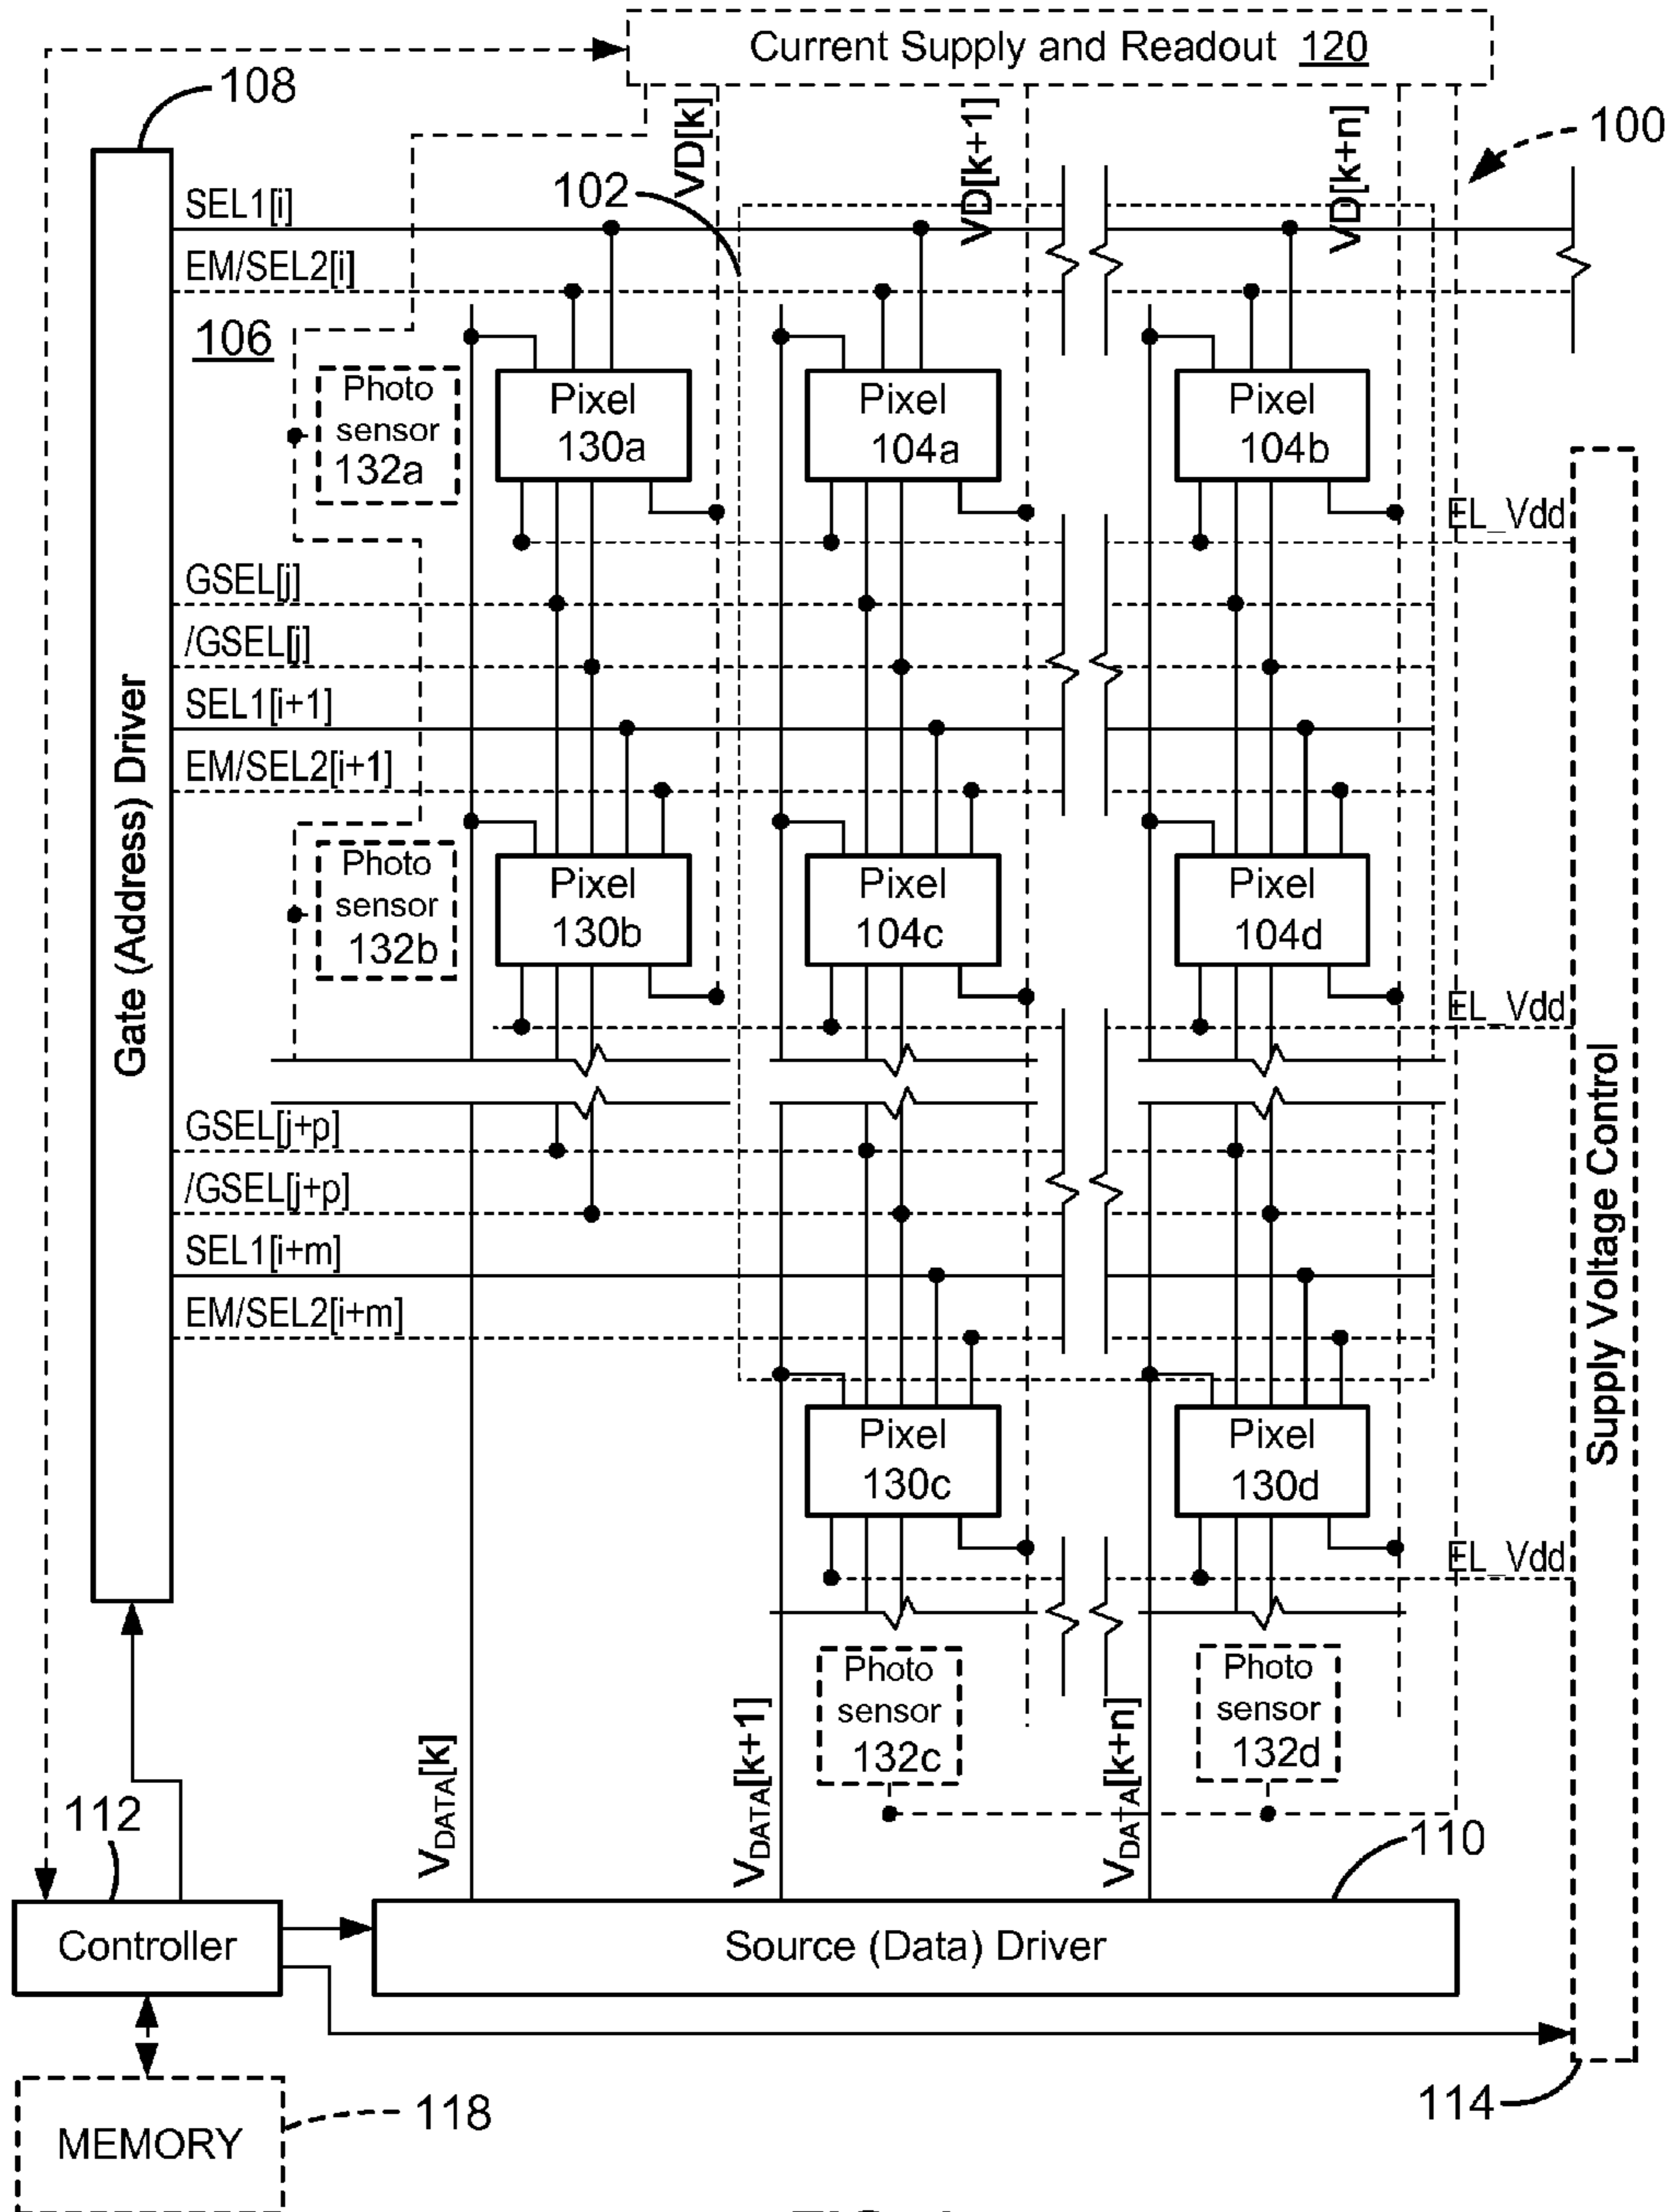 Current Supply and Readout 120
108
VD[k]
VD[k+1]
VD[k+n]
100
102
SEL1[i]
EM/SEL2[i]
106
Photo
sensor
132a
Pixel
130a
Pixel
104a
Pixel
104b
EL_Vdd
GSEL[j]
/GSEL[j]
SEL1[i+1]
EM/SEL2[i+1]
Gate (Address) Driver
Photo
sensor
132b
Pixel
130b
Pixel
104c
Pixel
104d
EL_Vdd
GSEL[j+p]
/GSEL[j+p]
SEL1[i+m]
EM/SEL2[i+m]
Supply Voltage Control
Pixel
130c
Pixel
130d
EL_Vdd
Photo
sensor
132c
Photo
sensor
132d
VDATA[k]
VDATA[k+1]
VDATA[k+n]
112
110
Controller
Source (Data) Driver
114
MEMORY
118